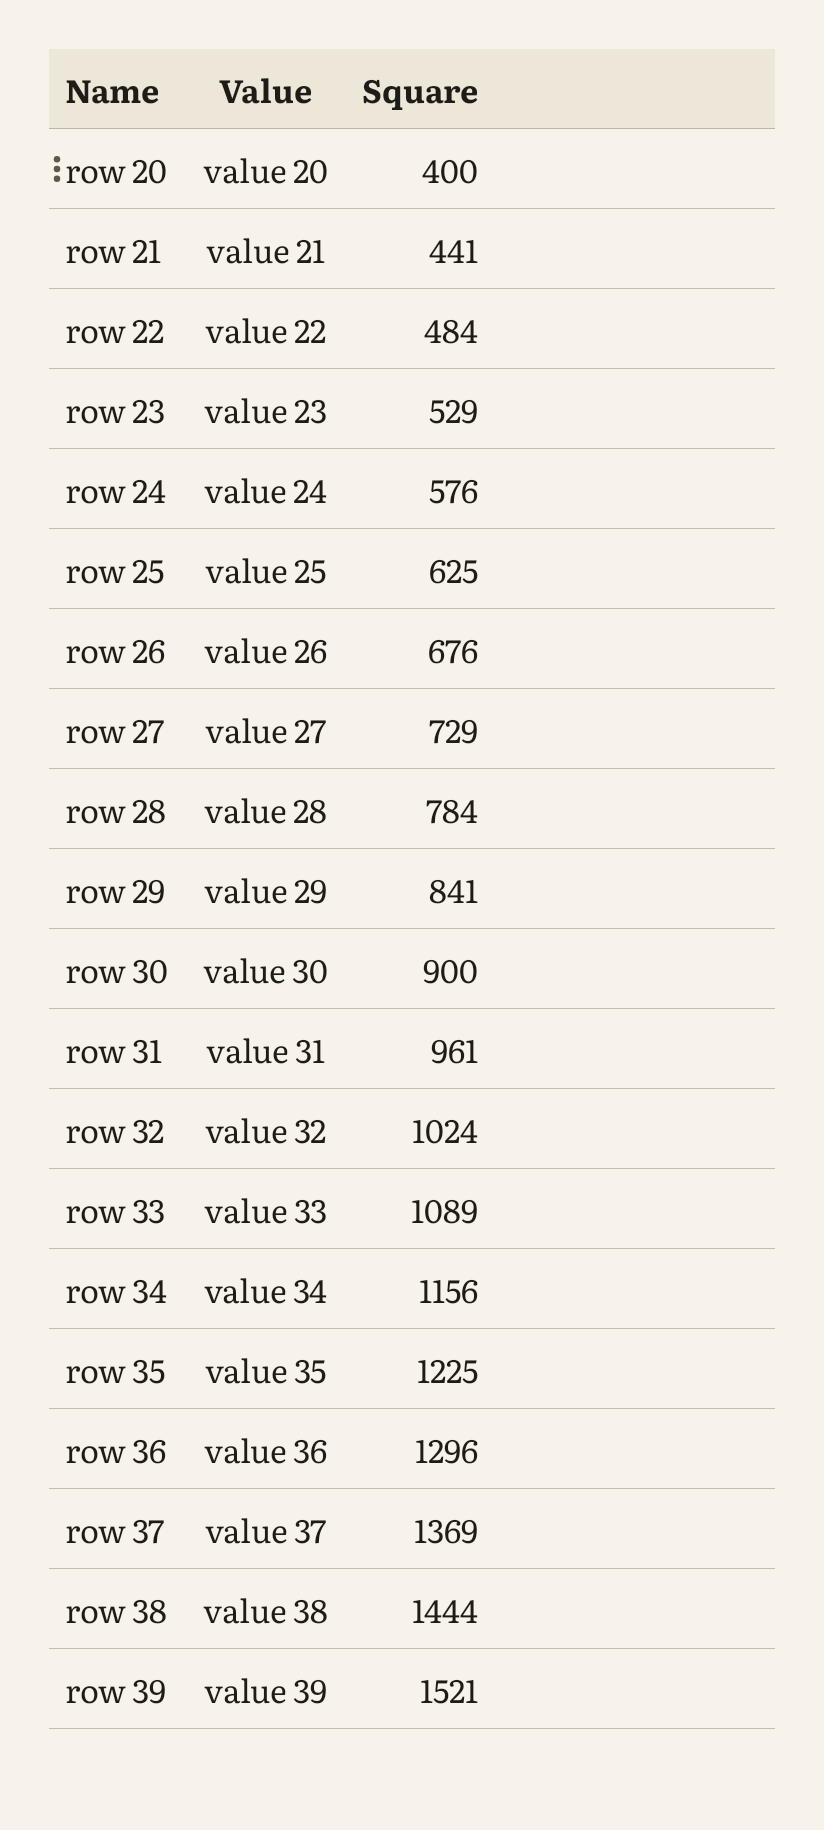 Name Value Square
row 20 value 20 400
row 21 value 21 441
row 22 value 22 484
row 23 value 23 529
row 24 value 24 576
row 25 value 25 625
row 26 value 26 676
row 27 value 27 729
row 28 value 28 784
row 29 value 29 841
row 30 value 30 900
row 31 value 31 961
row 32 value 32 1024
row 33 value 33 1089
row 34 value 34 1156
row 35 value 35 1225
row 36 value 36 1296
row 37 value 37 1369
row 38 value 38 1444
row 39 value 39 1521